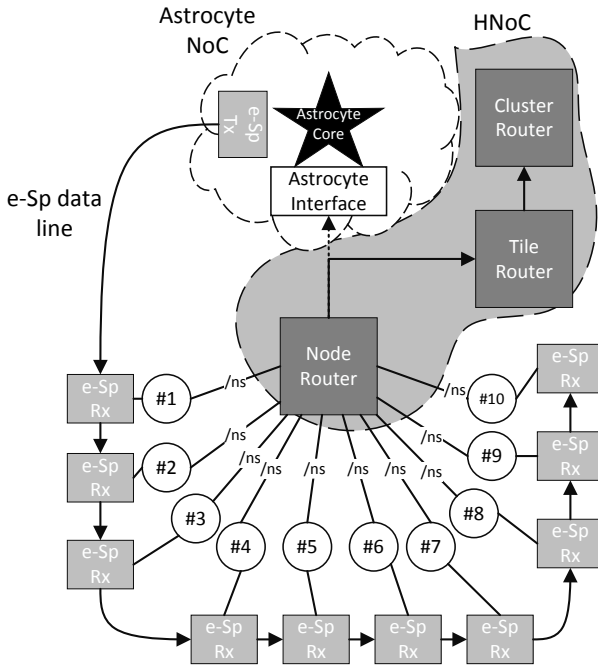 Astrocyte
NoC
HNoC
e-Sp
Tx
Astrocyte
Core
Astrocyte
Interface
Cluster
Router
e-Sp data
line
Tile
Router
Node
Router
e-Sp
Rx
#1
/ns
/ns
#10
e-Sp
Rx
e-Sp
Rx
#2
/ns
/ns
#9
e-Sp
Rx
e-Sp
Rx
#3
/ns
/ns
#8
e-Sp
Rx
#4
/ns
#5
/ns
#6
/ns
#7
/ns
e-Sp
Rx
e-Sp
Rx
e-Sp
Rx
e-Sp
Rx